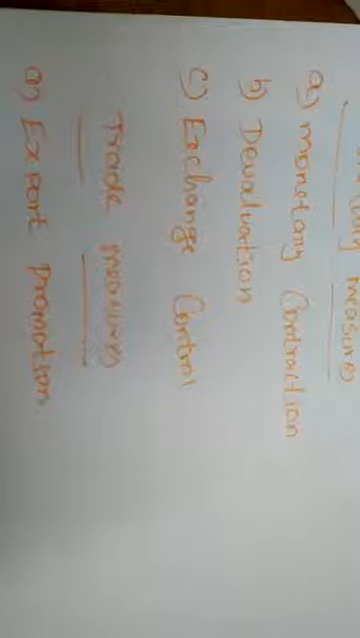 measures
a) Monetary Contraction
b) Devaluation
c) Exchange Control
Trade measures
a) Export Promotion